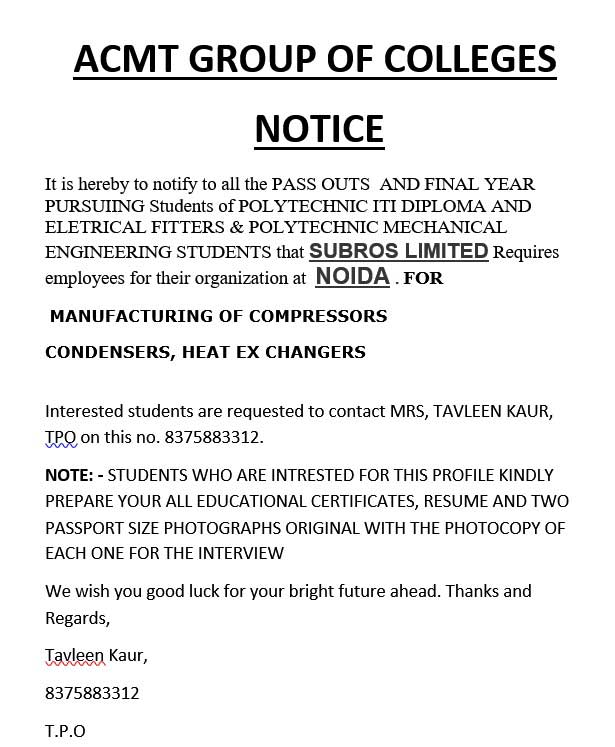 ACMT GROUP OF COLLEGES
NOTICE
It is hereby to notify to all the PASS OUTS AND FINAL YEAR
PURSUIING Students of POLYTECHNIC ITI DIPLOMA AND
ELETRICAL FITTERS & POLYTECHNIC MECHANICAL
ENGINEERING STUDENTS that SUBROS LIMITED Requires
employees for their organization at NOIDA . FOR
MANUFACTURING OF COMPRESSORS
CONDENSERS, HEAT EX CHANGERS
Interested students are requested to contact MRS, TAVLEEN KAUR,
TPO on this no. 8375883312.
NOTE: - STUDENTS WHO ARE INTRESTED FOR THIS PROFILE KINDLY
PREPARE YOUR ALL EDUCATIONAL CERTIFICATES, RESUME AND TWO
PASSPORT SIZE PHOTOGRAPHS ORIGINAL WITH THE PHOTOCOPY OF
EACH ONE FOR THE INTERVIEW
We wish you good luck for your bright future ahead. Thanks and
Regards,
Tavleen Kaur,
8375883312
T.P.O